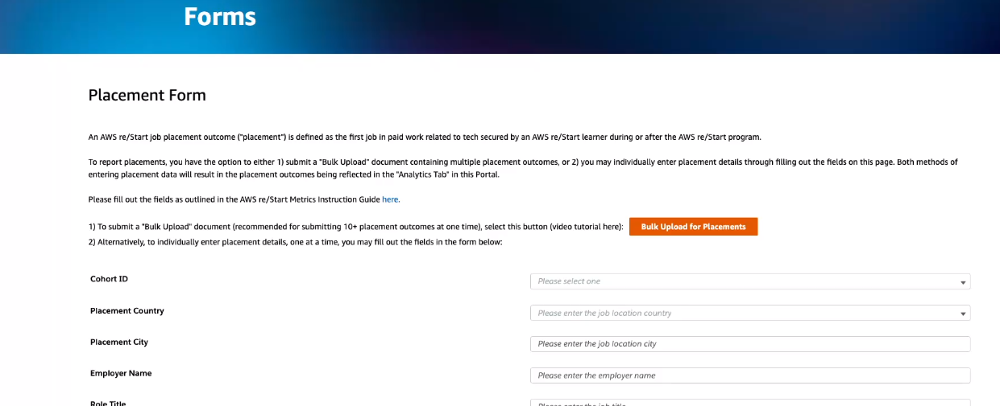 Forms
Placement Form
An AWS re/Start job placement outcome ("placement") is defined as the first job in paid work related to tech secured by an AWS re/Start learner during or after the AWS re/Start program.
To report placements, you have the option to either 1) submit a "Bulk Upload" document containing multiple placement outcomes, or 2) you may individually enter placement details through filling out the fields on this page. Both methods of
entering placement data will result in the placement outcomes being reflected in the "Analytics Tab" in this Portal.
Please fill out the fields as outlined in the AWS re/Start Metrics Instruction Guide here.
1) To submit a "Bulk Upload" document (recommended for submitting 10+ placement outcomes at one time), select this button (video tutorial here): Bulk Upload for Placements
2) Alternatively, to individually enter placement details, one at a time, you may fill out the fields in the form below:
Cohort ID Please select one
Placement Country Please enter the job location country
Placement City Please enter the job location city
Employer Name Please enter the employer name
Role Title Please enter the job title